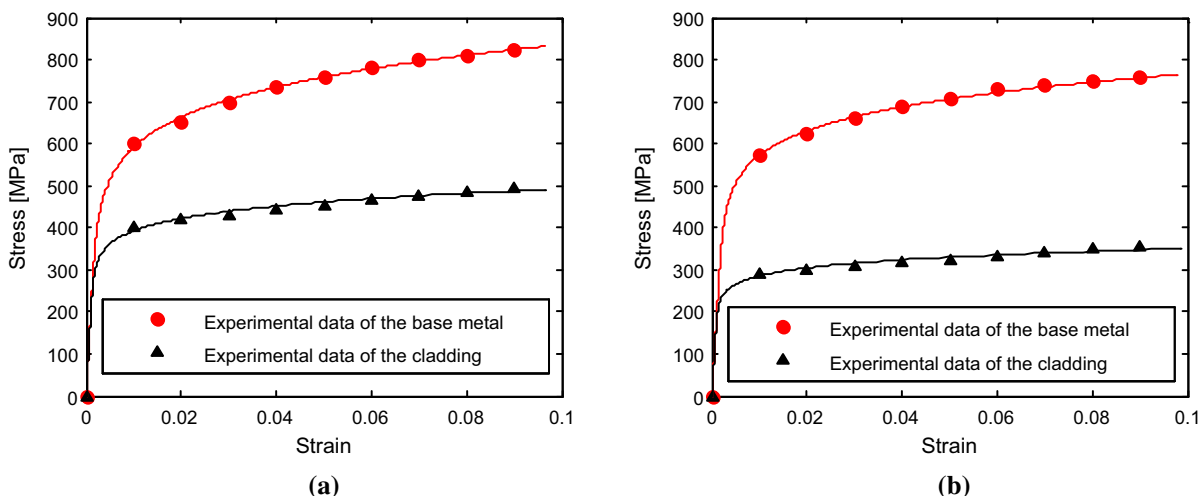 900
800
700
600
500
400
300
200
100
0
Stress [MPa]
Experimental data of the base metal
Experimental data of the cladding
0 0.02 0.04 0.06 0.08 0.1
Strain
(a)
900
800
700
600
500
400
300
200
100
0
Stress [MPa]
Experimental data of the base metal
Experimental data of the cladding
0 0.02 0.04 0.06 0.08 0.1
Strain
(b)